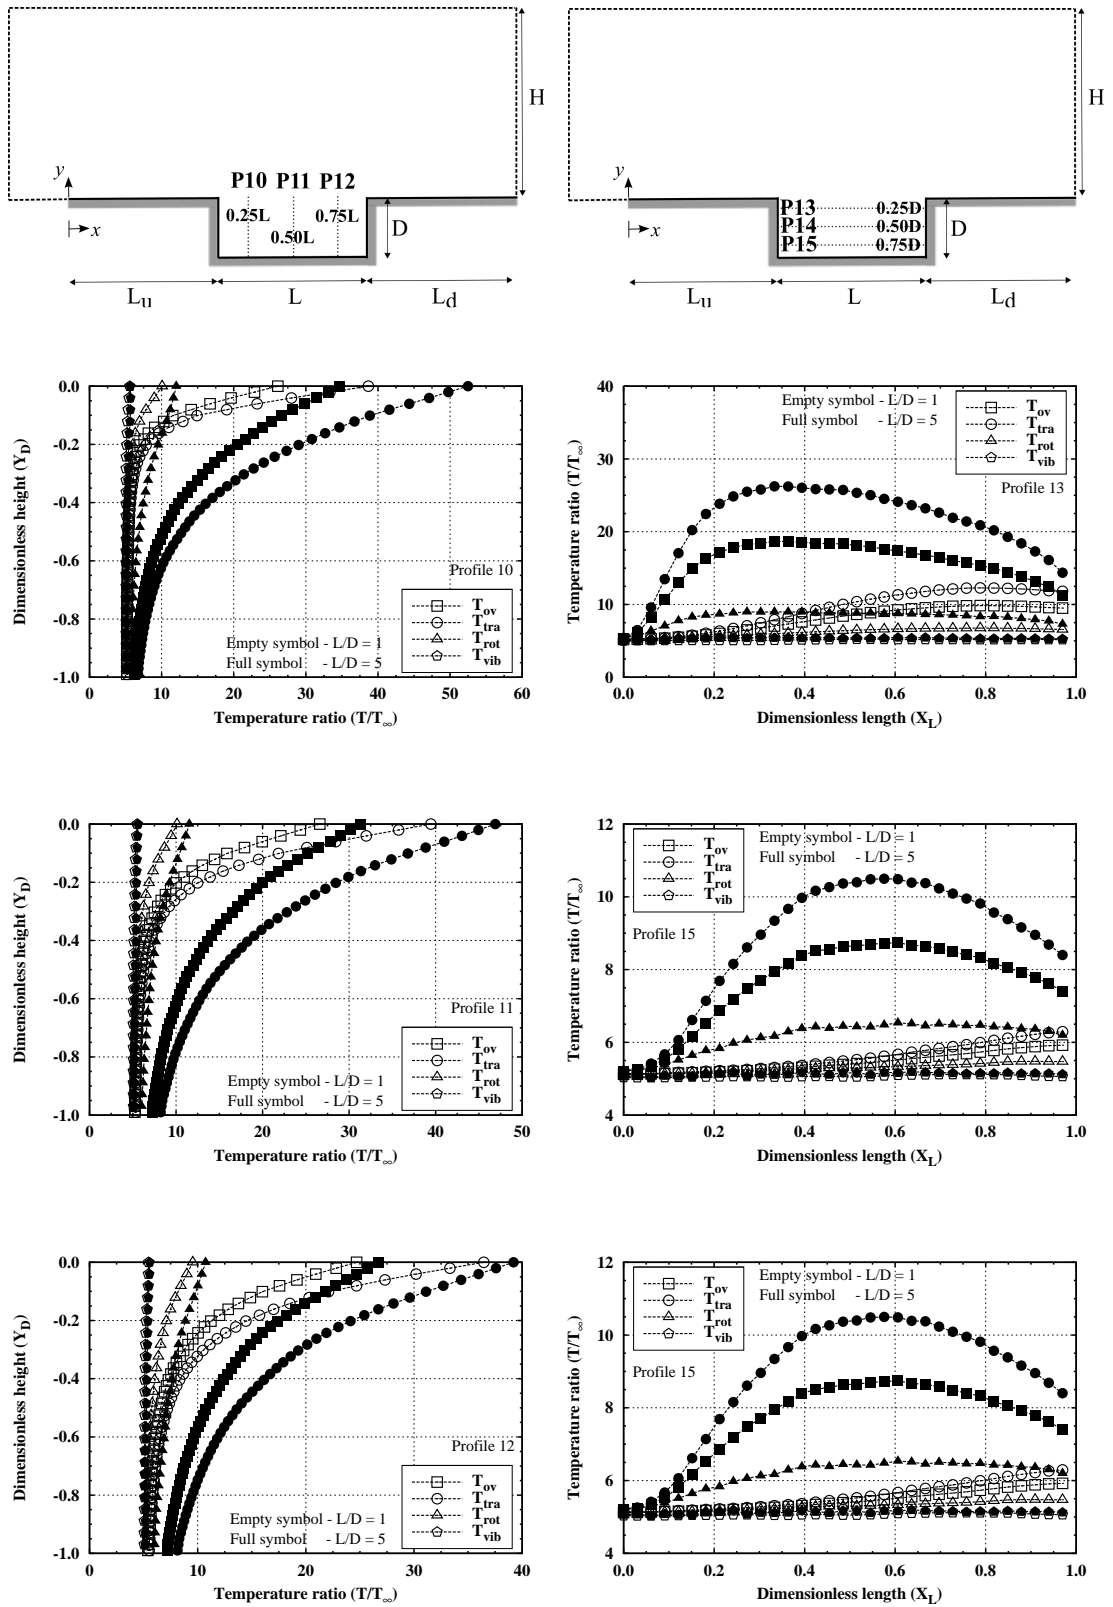 H
y
x
P10 P11 P12
0.25L 0.75L
0.50L
D
L_u L L_d
H
y
x
P13 0.25D
P14 0.50D
P15 0.75D
D
L_u L L_d
Dimensionless height (Y_D)
0.0
-0.2
-0.4
-0.6
-0.8
-1.0
Profile 10
T_ov
T_tra
T_rot
T_vib
Empty symbol - L/D = 1
Full symbol - L/D = 5
0 10 20 30 40 50 60
Temperature ratio (T/T_∞)
Temperature ratio (T/T_∞)
40
30
20
10
0
Empty symbol - L/D = 1
Full symbol - L/D = 5
T_ov
T_tra
T_rot
T_vib
Profile 13
0.0 0.2 0.4 0.6 0.8 1.0
Dimensionless length (X_L)
Dimensionless height (Y_D)
0.0
-0.2
-0.4
-0.6
-0.8
-1.0
Profile 11
T_ov
T_tra
T_rot
T_vib
Empty symbol - L/D = 1
Full symbol - L/D = 5
0 10 20 30 40 50
Temperature ratio (T/T_∞)
Temperature ratio (T/T_∞)
12
10
8
6
4
T_ov
T_tra
T_rot
T_vib
Empty symbol - L/D = 1
Full symbol - L/D = 5
Profile 15
0.0 0.2 0.4 0.6 0.8 1.0
Dimensionless length (X_L)
Dimensionless height (Y_D)
0.0
-0.2
-0.4
-0.6
-0.8
-1.0
Profile 12
T_ov
T_tra
T_rot
T_vib
Empty symbol - L/D = 1
Full symbol - L/D = 5
0 10 20 30 40
Temperature ratio (T/T_∞)
Temperature ratio (T/T_∞)
12
10
8
6
4
T_ov
T_tra
T_rot
T_vib
Empty symbol - L/D = 1
Full symbol - L/D = 5
Profile 15
0.0 0.2 0.4 0.6 0.8 1.0
Dimensionless length (X_L)